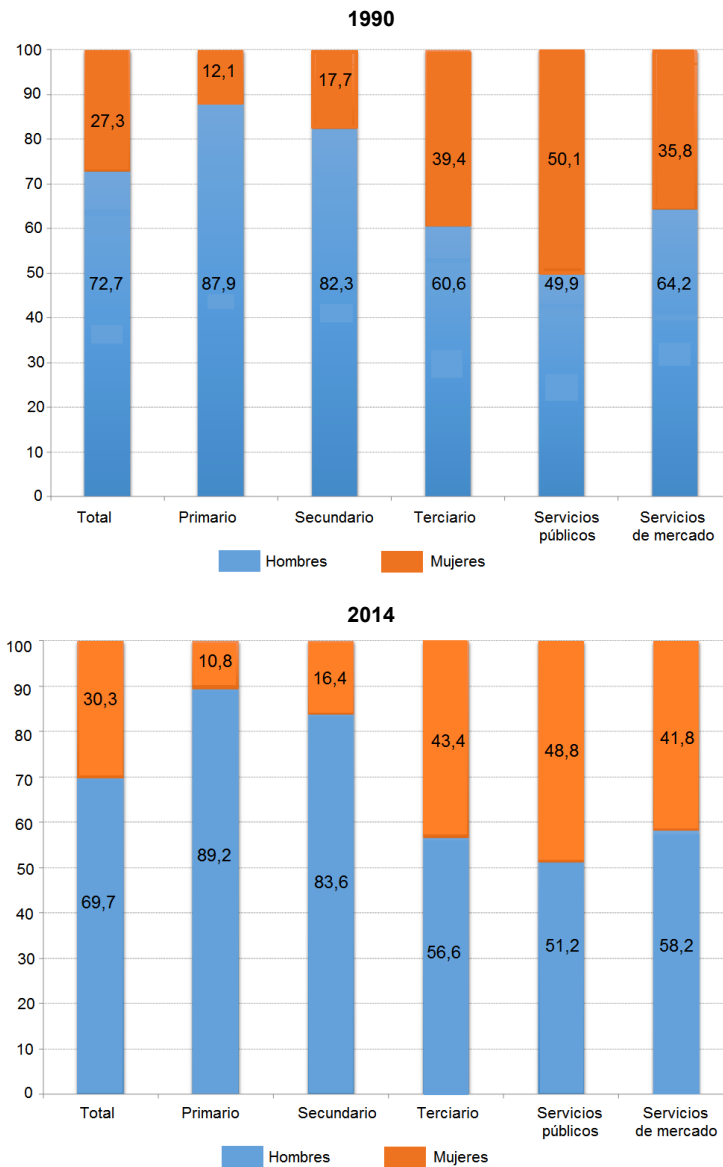 1990
100
90
80
70
60
50
40
30
20
10
0
27,3
12,1
17,7
39,4
50,1
35,8
72,7
87,9
82,3
60,6
49,9
64,2
Total
Primario
Secundario
Terciario
Servicios
públicos
Servicios
de mercado
Hombres
Mujeres
2014
100
90
80
70
60
50
40
30
20
10
0
30,3
10,8
16,4
43,4
48,8
41,8
69,7
89,2
83,6
56,6
51,2
58,2
Total
Primario
Secundario
Terciario
Servicios
públicos
Servicios
de mercado
Hombres
Mujeres